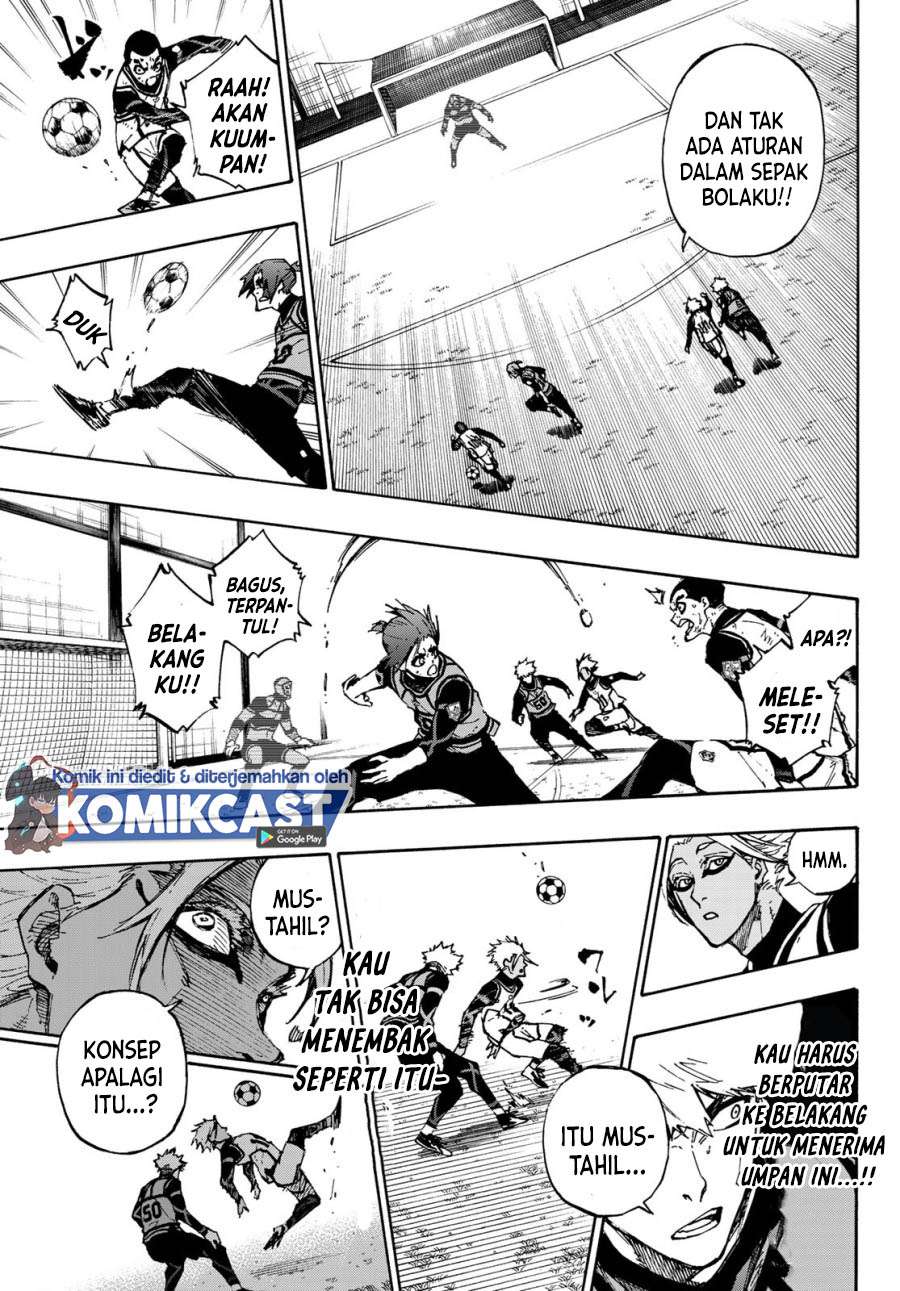 DAN TAK
ADA ATURAN
DALAM SEPAK
BOLAKU!!
RAAH!
AKAN
KUUM-
PAN!
DUK
APA?!
MELE-
SET!!
BAGUS,
TERPAN-
TUL!
BELA-
KANG
KU!!
Komik ini diedit & diterjemahkan oleh
KOMIKCAST
GET IT ON
Google Play
HMM.
KAU HARUS
BERPUTAR
KE BELAKANG
UNTUK MENERIMA
UMPAN INI...!!
ITU MUS-
TAHIL...
KAU
TAK BISA
MENEMBAK
SEPERTI ITU-
MUS-
TAHIL?
KONSEP
APALAGI
ITU...?
50
50